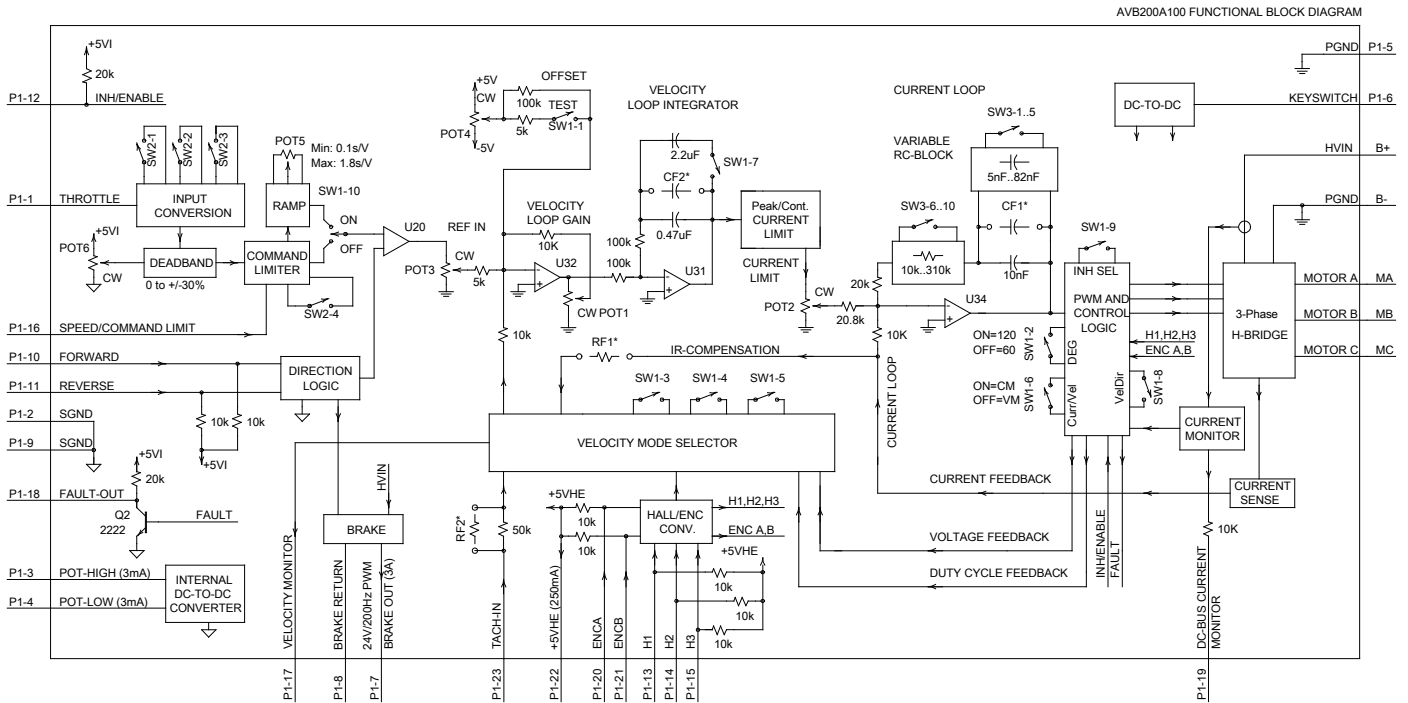 AVB200A100 FUNCTIONAL BLOCK DIAGRAM
+5VI
20k
P1-12 INH/ENABLE
SW2-1
SW2-2
SW2-3
POT5
Min: 0.1s/V
Max: 1.8s/V
P1-1 THROTTLE
INPUT
CONVERSION
RAMP
SW1-10
ON
OFF
+5VI
POT6
CW
DEADBAND
0 to +/-30%
COMMAND
LIMITER
SW2-4
U20
P1-16 SPEED/COMMAND LIMIT
P1-10 FORWARD
P1-11 REVERSE
DIRECTION
LOGIC
10k
10k
+5VI
P1-2 SGND
P1-9 SGND
+5VI
20k
P1-18 FAULT-OUT
Q2
2222
FAULT
P1-3 POT-HIGH (3mA)
P1-4 POT-LOW (3mA)
INTERNAL
DC-TO-DC
CONVERTER
HVIN
BRAKE
VELOCITY MONITOR
BRAKE RETURN
24V/200Hz PWM
BRAKE OUT (3A)
P1-17
P1-8
P1-7
+5V
CW
POT4
-5V
OFFSET
100k
TEST
5k
SW1-1
REF IN
CW
POT3
5k
VELOCITY
LOOP GAIN
10K
U32
CW POT1
10k
VELOCITY
LOOP INTEGRATOR
2.2uF
SW1-7
CF2*
0.47uF
100k
100k
U31
Peak/Cont.
CURRENT
LIMIT
CURRENT
LIMIT
CW
POT2
20.8k
CURRENT LOOP
VARIABLE
RC-BLOCK
SW3-1..5
5nF..82nF
SW3-6..10
10k..310k
CF1*
10nF
20k
10K
U34
RF1*
IR-COMPENSATION
CURRENT LOOP
SW1-3
SW1-4
SW1-5
VELOCITY MODE SELECTOR
RF2*
50k
TACH-IN
P1-23
+5VHE
10k
10k
HALL/ENC
CONV.
H1,H2,H3
ENC A,B
+5VHE
10k
10k
10k
+5VHE (250mA)
ENCA
ENCB
H1
H2
H3
P1-22
P1-20
P1-21
P1-13
P1-14
P1-15
DC-TO-DC
PGND P1-5
KEYSWITCH P1-6
HVIN B+
PGND B-
SW1-9
INH SEL
PWM AND
CONTROL
LOGIC
ON=120
OFF=60
SW1-2
DEG
ON=CM
OFF=VM
SW1-6
Curr/Vel
VelDir
SW1-8
H1,H2,H3
ENC A,B
3-Phase
H-BRIDGE
MOTOR A MA
MOTOR B MB
MOTOR C MC
CURRENT
MONITOR
CURRENT
SENSE
CURRENT FEEDBACK
VOLTAGE FEEDBACK
DUTY CYCLE FEEDBACK
INH/ENABLE
FAULT
10K
DC-BUS CURRENT
MONITOR
P1-19